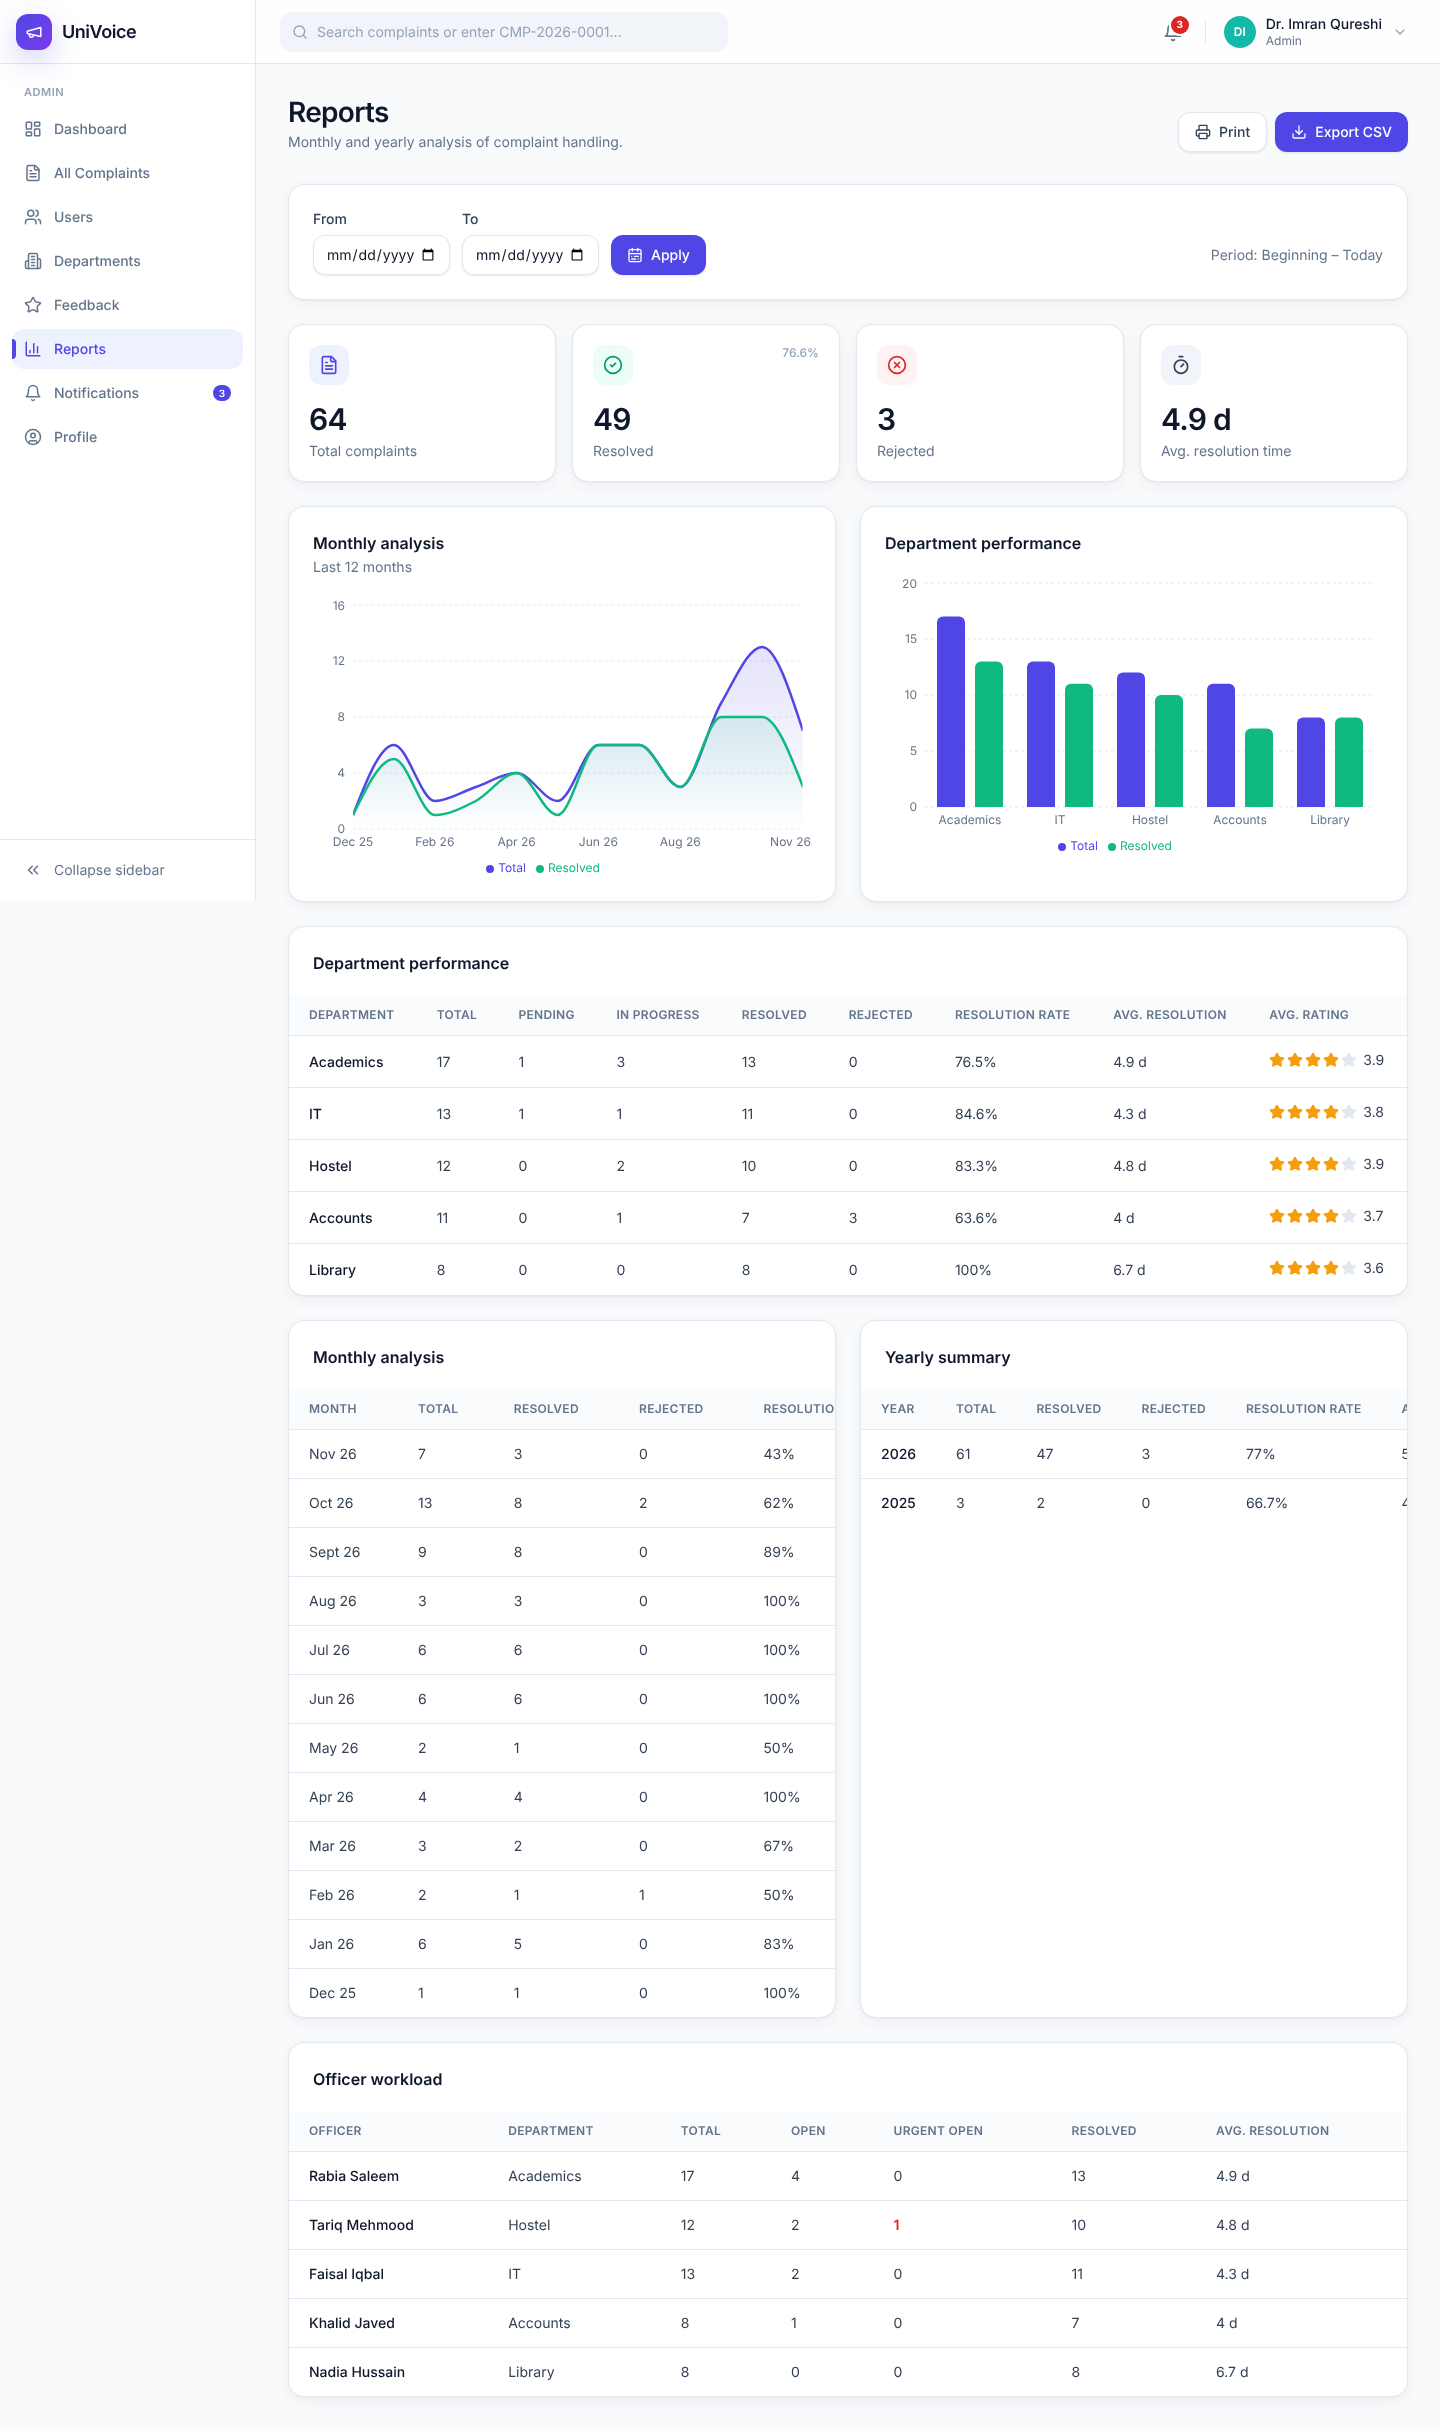 UniVoice
Search complaints or enter CMP-2026-0001...
3
DI
Dr. Imran Qureshi
Admin
ADMIN
Dashboard
All Complaints
Users
Departments
Feedback
Reports
Notifications 3
Profile
Collapse sidebar
Reports
Monthly and yearly analysis of complaint handling.
Print
Export CSV
From
To
mm/dd/yyyy
mm/dd/yyyy
Apply
Period: Beginning – Today
64
Total complaints
76.6%
49
Resolved
3
Rejected
4.9 d
Avg. resolution time
Monthly analysis
Last 12 months
16
12
8
4
0
Dec 25 Feb 26 Apr 26 Jun 26 Aug 26 Nov 26
Total Resolved
Department performance
20
15
10
5
0
Academics IT Hostel Accounts Library
Total Resolved
Department performance
DEPARTMENT TOTAL PENDING IN PROGRESS RESOLVED REJECTED RESOLUTION RATE AVG. RESOLUTION AVG. RATING
Academics 17 1 3 13 0 76.5% 4.9 d 3.9
IT 13 1 1 11 0 84.6% 4.3 d 3.8
Hostel 12 0 2 10 0 83.3% 4.8 d 3.9
Accounts 11 0 1 7 3 63.6% 4 d 3.7
Library 8 0 0 8 0 100% 6.7 d 3.6
Monthly analysis
MONTH TOTAL RESOLVED REJECTED RESOLUTIO
Nov 26 7 3 0 43%
Oct 26 13 8 2 62%
Sept 26 9 8 0 89%
Aug 26 3 3 0 100%
Jul 26 6 6 0 100%
Jun 26 6 6 0 100%
May 26 2 1 0 50%
Apr 26 4 4 0 100%
Mar 26 3 2 0 67%
Feb 26 2 1 1 50%
Jan 26 6 5 0 83%
Dec 25 1 1 0 100%
Yearly summary
YEAR TOTAL RESOLVED REJECTED RESOLUTION RATE
2026 61 47 3 77%
2025 3 2 0 66.7%
Officer workload
OFFICER DEPARTMENT TOTAL OPEN URGENT OPEN RESOLVED AVG. RESOLUTION
Rabia Saleem Academics 17 4 0 13 4.9 d
Tariq Mehmood Hostel 12 2 1 10 4.8 d
Faisal Iqbal IT 13 2 0 11 4.3 d
Khalid Javed Accounts 8 1 0 7 4 d
Nadia Hussain Library 8 0 0 8 6.7 d